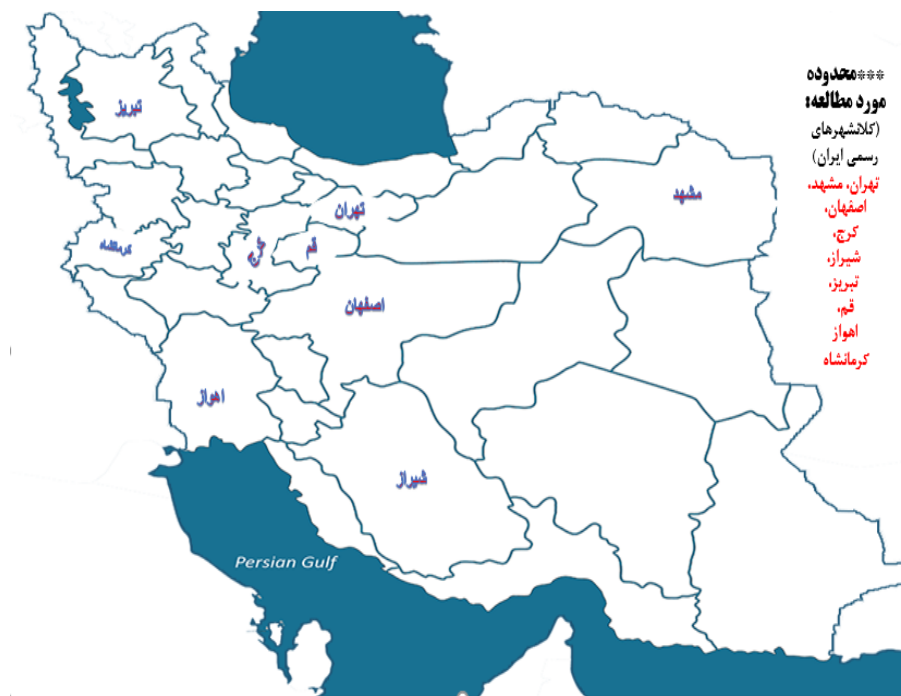 ***محدوده
مورد مطالعه:
(کلانشهرهای
رسمی ایران)
تهران، مشهد،
اصفهان،
کرج،
شیراز،
تبریز،
قم،
اهواز
کرمانشاه
تبریز
مشهد
تهران
کرمانشاه
کرج
قم
اصفهان
اهواز
شیراز
Persian Gulf